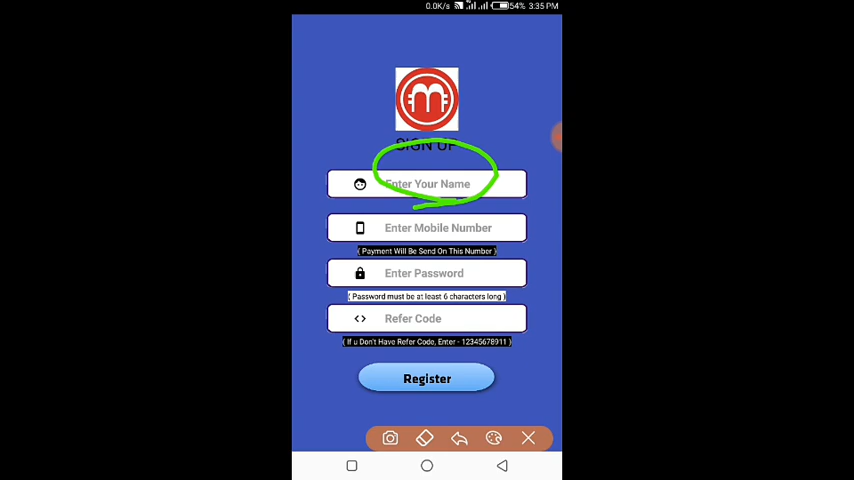 0.0K/s 54% 3:35 PM
SIGN UP
Enter Your Name
Enter Mobile Number
{ Payment Will Be Send On This Number }
Enter Password
{ Password must be at least 6 characters long }
Refer Code
{ If u Don't Have Refer Code, Enter - 12345678911 }
Register